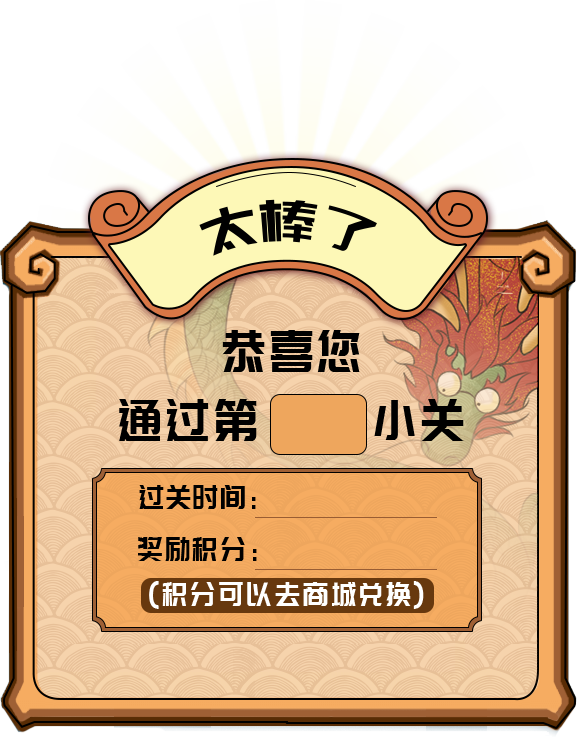 太棒了
恭喜您
通过第 小关
过关时间:
奖励积分:
(积分可以去商城兑换)